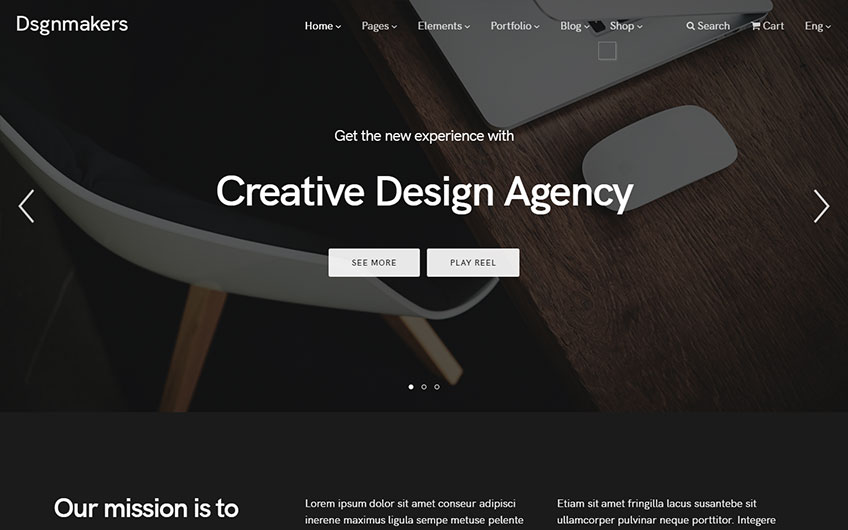 Dsgnmakers
Home Pages Elements Portfolio Blog Shop Search Cart Eng
Get the new experience with
Creative Design Agency
SEE MORE PLAY REEL
Our mission is to
Lorem ipsum dolor sit amet conseur adipisci
inerene maximus ligula sempe metuse pelente
Etiam sit amet fringilla lacus susantebe sit
ullamcorper pulvinar neque porttitor. Integere